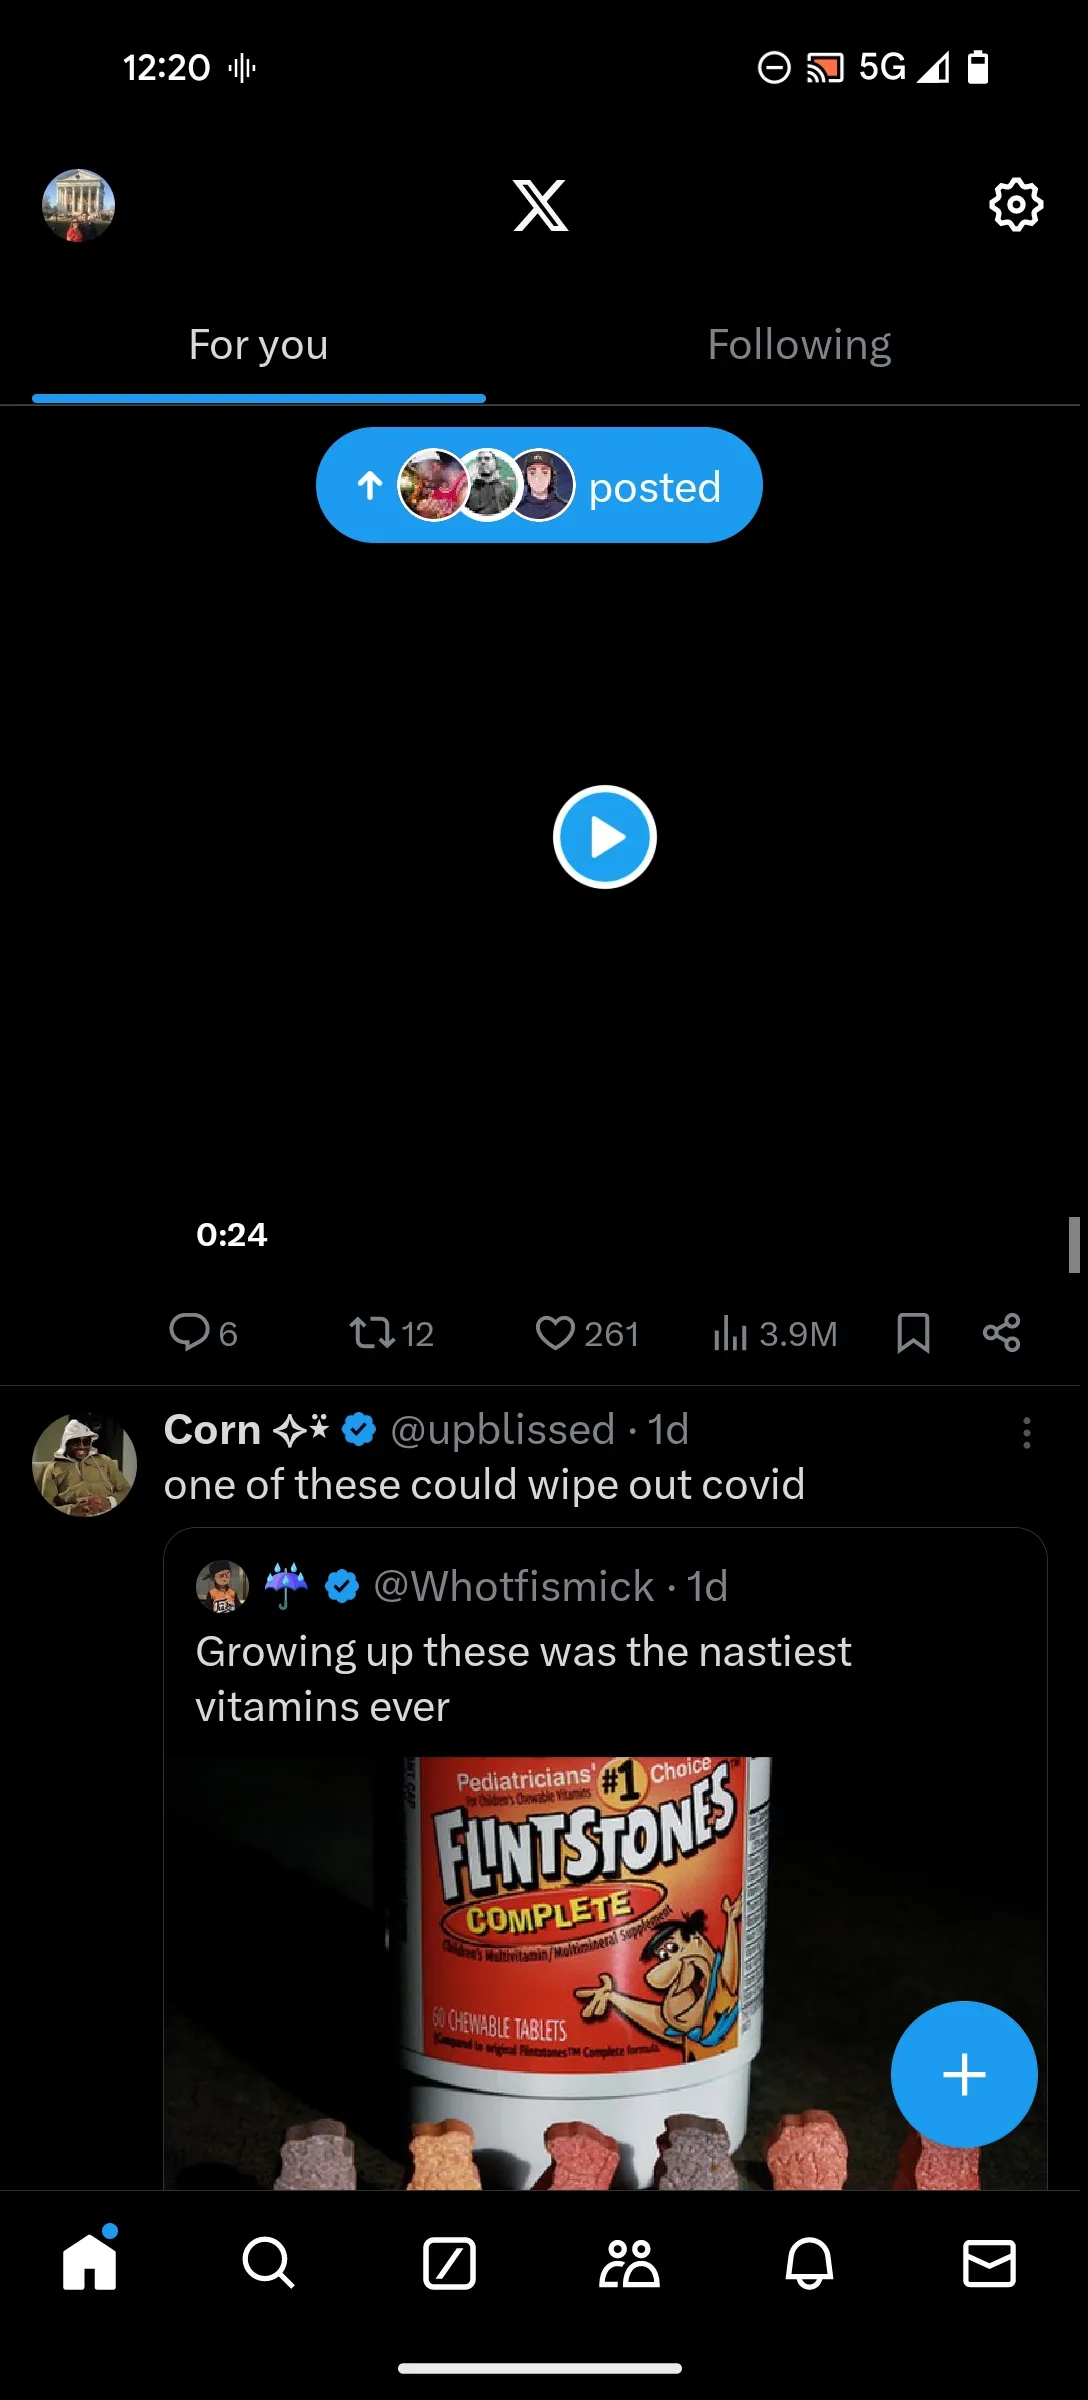 12:20
5G
For you
Following
posted
0:24
6
12
261
3.9M
Corn @upblissed · 1d
one of these could wipe out covid
@Whotfismick · 1d
Growing up these was the nastiest
vitamins ever
Pediatricians' #1 Choice
For Children's Chewable Vitamins
FLINTSTONES™
COMPLETE
Children's Multivitamin/Multimineral Supplement
60 CHEWABLE TABLETS
†Compared to original Flintstones™ Complete formula.